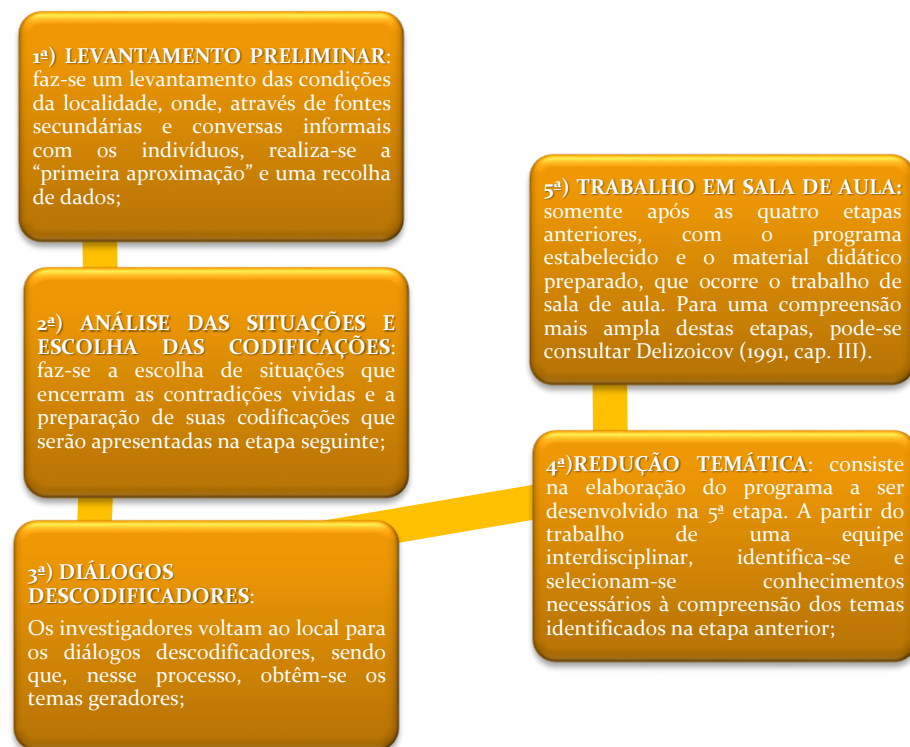 1ª) LEVANTAMENTO PRELIMINAR:
faz-se um levantamento das condições
da localidade, onde, através de fontes
secundárias e conversas informais
com os indivíduos, realiza-se a
“primeira aproximação” e uma recolha
de dados;
2ª) ANÁLISE DAS SITUAÇÕES E
ESCOLHA DAS CODIFICAÇÕES:
faz-se a escolha de situações que
encerram as contradições vividas e a
preparação de suas codificações que
serão apresentadas na etapa seguinte;
3ª) DIÁLOGOS
DESCODIFICADORES:
Os investigadores voltam ao local para
os diálogos descodificadores, sendo
que, nesse processo, obtêm-se os
temas geradores;
4ª)REDUÇÃO TEMÁTICA: consiste
na elaboração do programa a ser
desenvolvido na 5ª etapa. A partir do
trabalho de uma equipe
interdisciplinar, identifica-se e
selecionam-se conhecimentos
necessários à compreensão dos temas
identificados na etapa anterior;
5ª) TRABALHO EM SALA DE AULA:
somente após as quatro etapas
anteriores, com o programa
estabelecido e o material didático
preparado, que ocorre o trabalho de
sala de aula. Para uma compreensão
mais ampla destas etapas, pode-se
consultar Delizoicov (1991, cap. III).